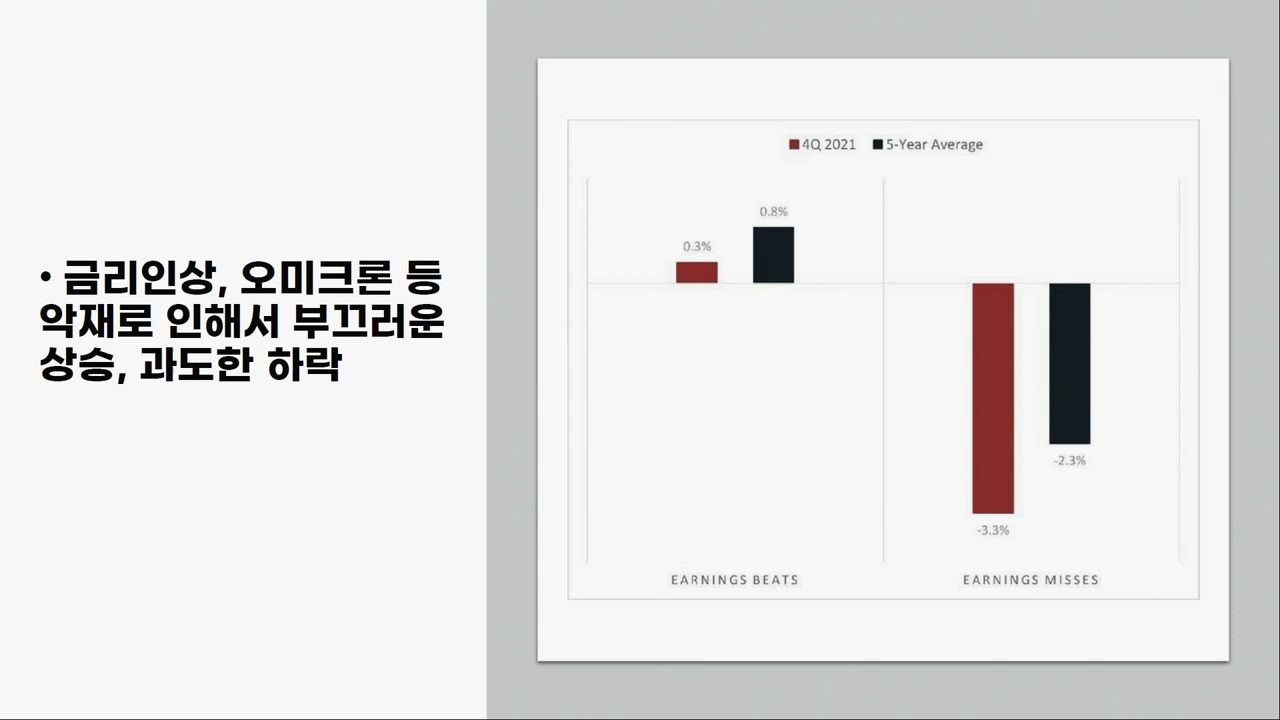 • 금리인상, 오미크론 등
악재로 인해서 부끄러운
상승, 과도한 하락
4Q 2021 5-Year Average
0.8%
0.3%
-2.3%
-3.3%
EARNINGS BEATS EARNINGS MISSES